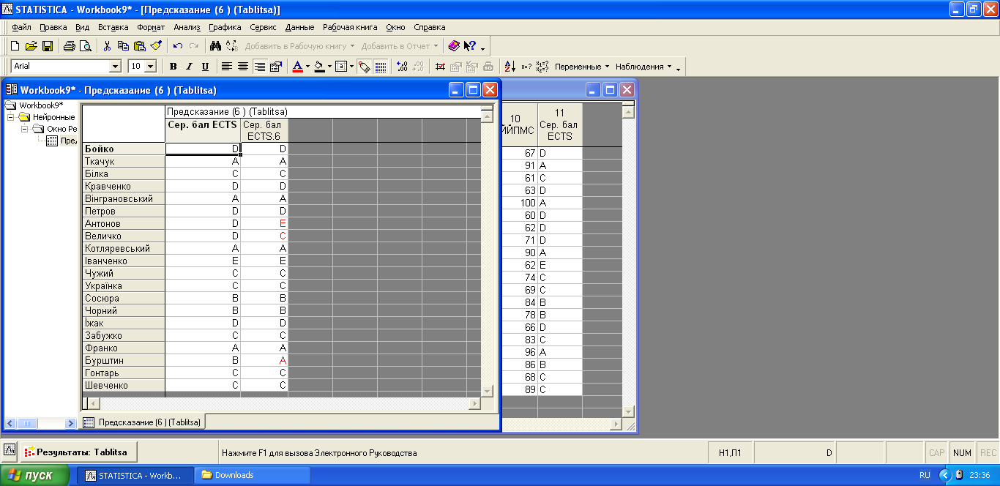 STATISTICA - Workbook9* - [Предсказание (6 ) (Tablitsa)]
Файл Правка Вид Вставка Формат Анализ Графика Сервис Данные Рабочая книга Окно Справка
Добавить в Рабочую книгу Добавить в Отчет
Arial 10 B I U Переменные Наблюдения
Workbook9* - Предсказание (6 ) (Tablitsa)
Workbook9*
Нейронные
Окно Ре
Пред
Предсказание (6 ) (Tablitsa)
Сер. бал ECTS Сер. бал ECTS.6
Бойко D D
Ткачук A A
Білка C C
Кравченко D D
Вінграновський A A
Петров D D
Антонов D E
Величко D C
Котляревський A A
Іванченко E E
Чужий C C
Українка C C
Сосюра B B
Чорний B B
Їжак D D
Забужко C C
Франко A A
Бурштин B A
Гонтарь C C
Шевченко C C
Предсказание (6 ) (Tablitsa)
10 11
ЙЙПМС Сер. бал ECTS
67 D
91 A
61 C
63 D
100 A
60 D
62 D
71 D
90 A
62 E
74 C
69 C
84 B
78 B
66 D
83 C
96 A
86 B
68 C
89 C
Результаты: Tablitsa
Нажмите F1 для вызова Электронного Руководства Н1,П1 D CAP NUM REC
пуск STATISTICA - Workb... Downloads RU 23:36